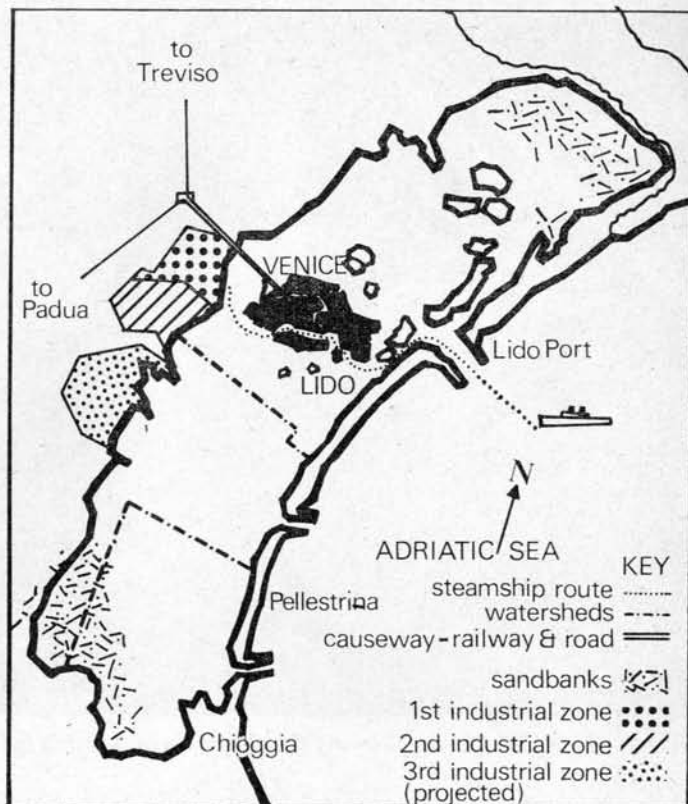 to
Treviso
to
Padua
VENICE
LIDO
Lido Port
N
ADRIATIC SEA
Pellestrina
Chioggia
KEY
steamship route
watersheds
causeway-railway & road
sandbanks
1st industrial zone
2nd industrial zone
3rd industrial zone
(projected)